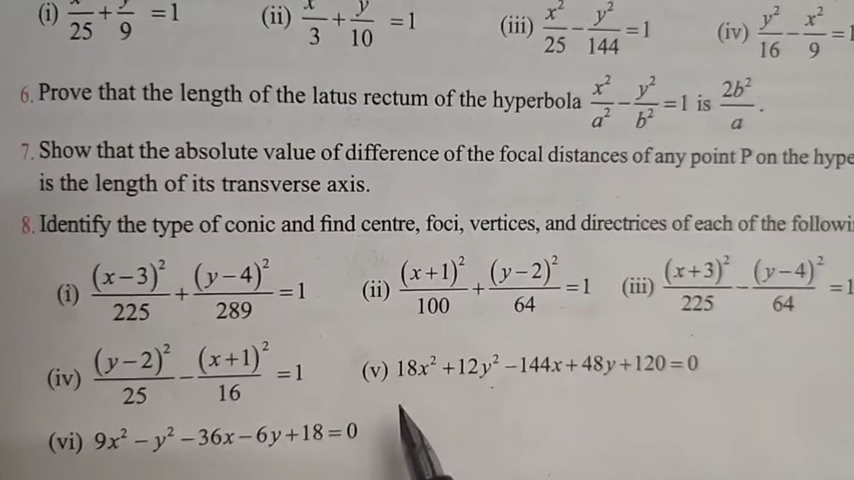 (i) x²/25 + y²/9 = 1 (ii) x²/3 + y²/10 = 1 (iii) x²/25 − y²/144 = 1 (iv) y²/16 − x²/9 = 1
6. Prove that the length of the latus rectum of the hyperbola x²/a² − y²/b² = 1 is 2b²/a.
7. Show that the absolute value of difference of the focal distances of any point P on the hype
is the length of its transverse axis.
8. Identify the type of conic and find centre, foci, vertices, and directrices of each of the followi
(i) (x−3)²/225 + (y−4)²/289 = 1 (ii) (x+1)²/100 + (y−2)²/64 = 1 (iii) (x+3)²/225 − (y−4)²/64 = 1
(iv) (y−2)²/25 − (x+1)²/16 = 1 (v) 18x² + 12y² − 144x + 48y + 120 = 0
(vi) 9x² − y² − 36x − 6y + 18 = 0